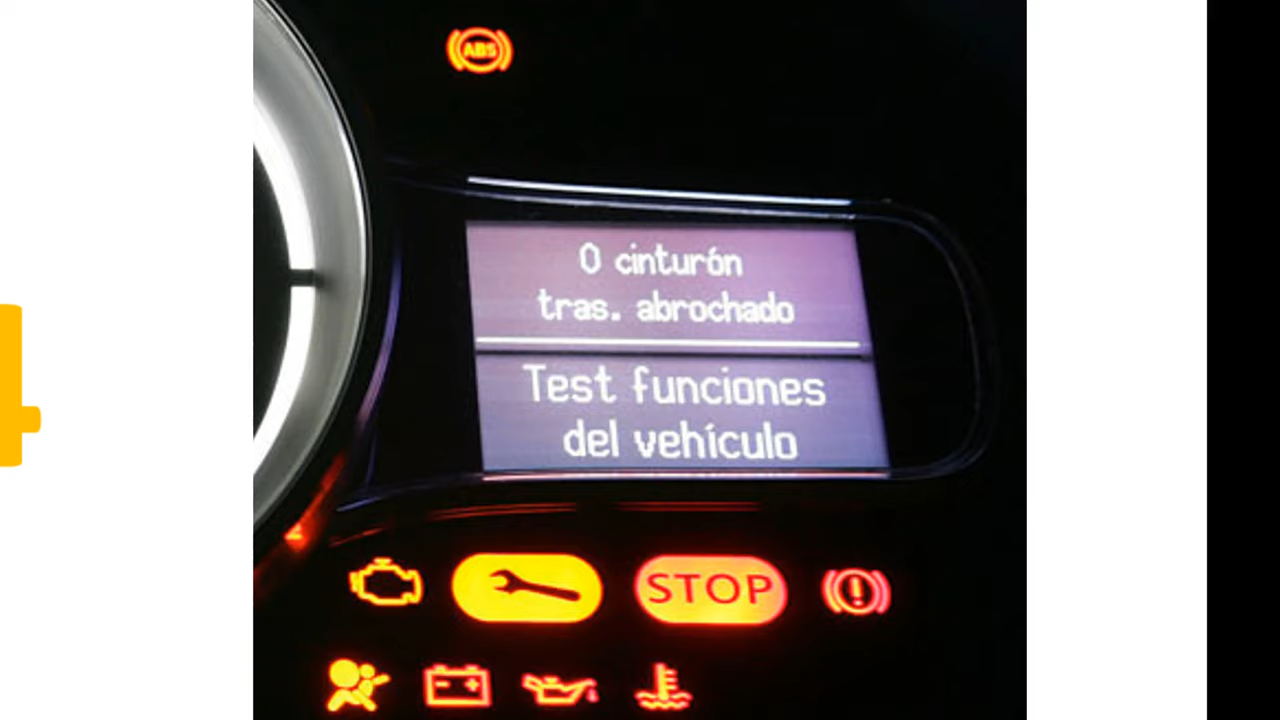 ABS
0 cinturón
tras. abrochado
Test funciones
del vehículo
STOP